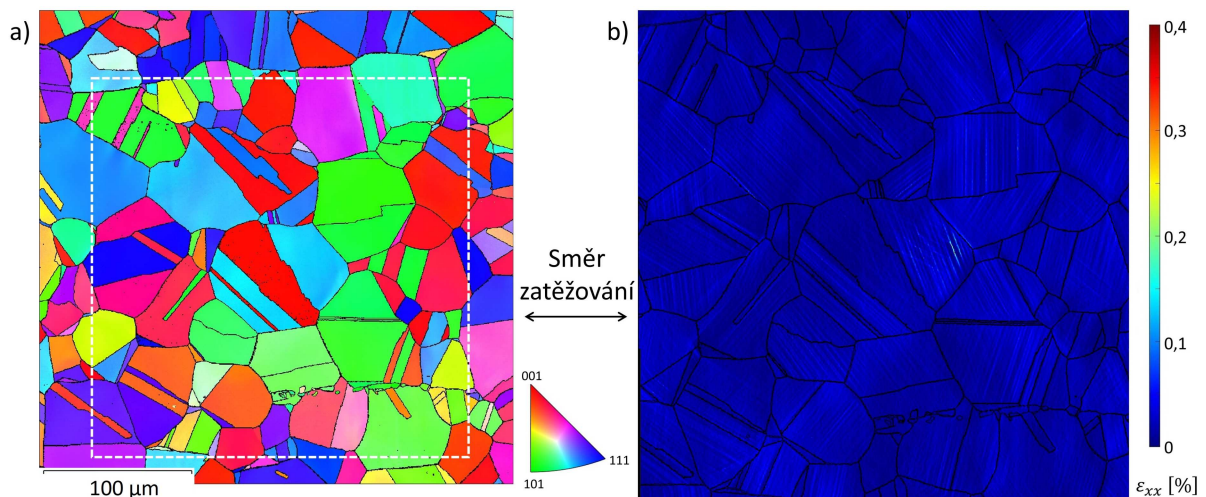 a)
b)
0,4
0,3
Směr
zatěžování
0,2
0,1
001
101
111
0
100 µm
εxx [%]